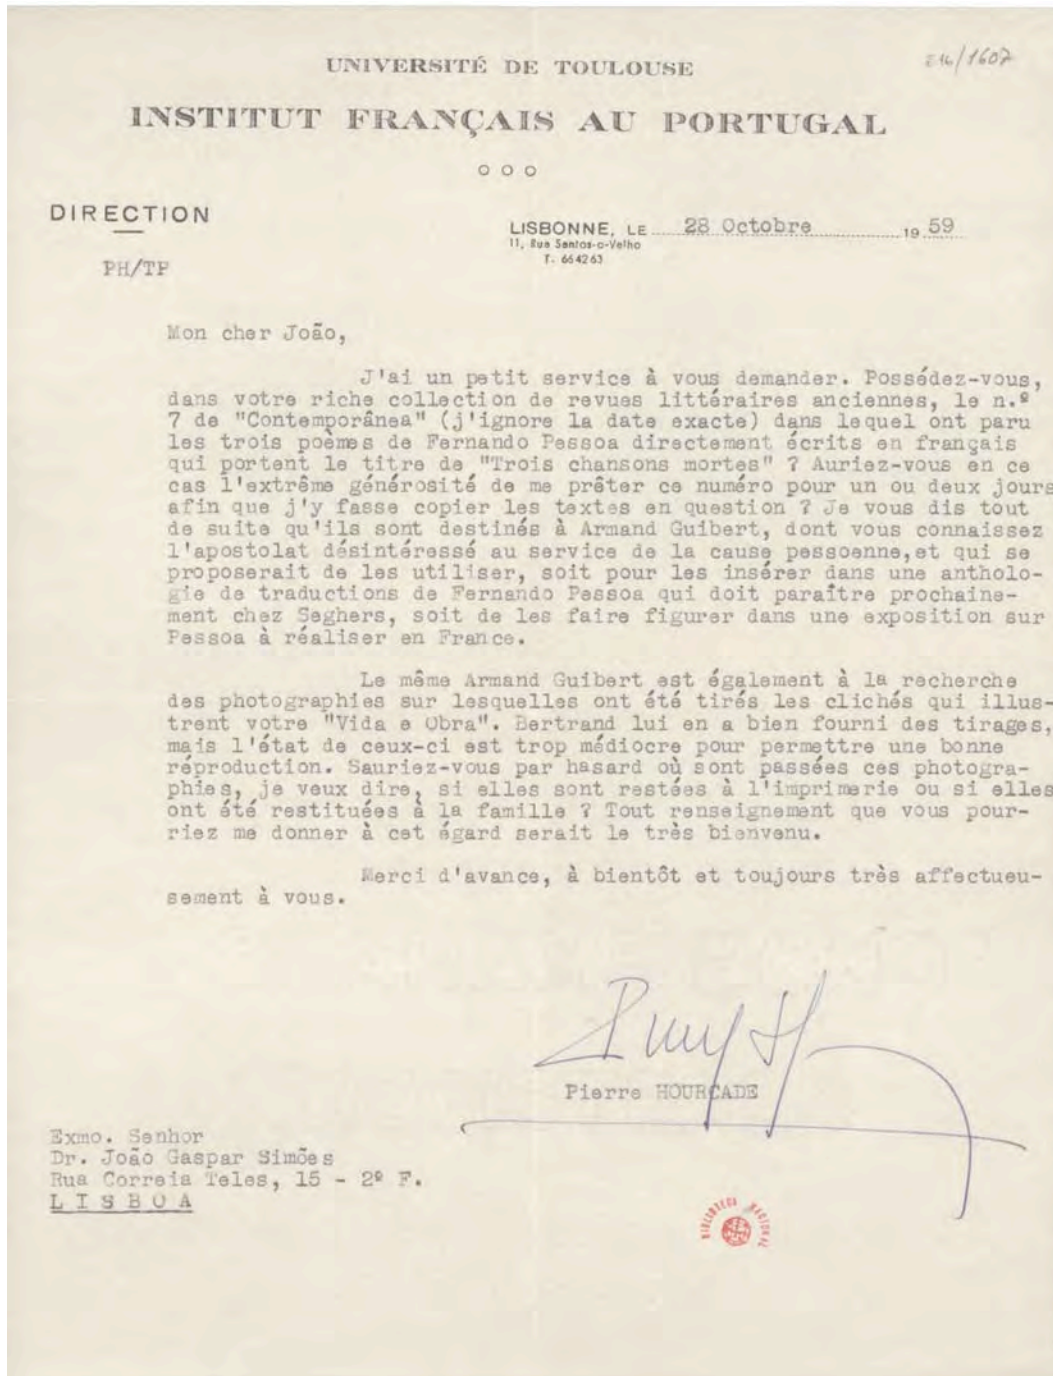 E16/1607
UNIVERSITÉ DE TOULOUSE
INSTITUT FRANÇAIS AU PORTUGAL
DIRECTION
LISBONNE, LE 28 Octobre 19 59
11, Rue Santos-o-Velho
T. 664263
PH/TP
Mon cher João,
J'ai un petit service à vous demander. Possédez-vous,
dans votre riche collection de revues littéraires anciennes, le n.º
7 de "Contemporânea" (j'ignore la date exacte) dans lequel ont paru
les trois poèmes de Fernando Pessoa directement écrits en français
qui portent le titre de "Trois chansons mortes" ? Auriez-vous en ce
cas l'extrême générosité de me prêter ce numéro pour un ou deux jours
afin que j'y fasse copier les textes en question ? Je vous dis tout
de suite qu'ils sont destinés à Armand Guibert, dont vous connaissez
l'apostolat désintéressé au service de la cause pessoenne,et qui se
proposerait de les utiliser, soit pour les insérer dans une antholo-
gie de traductions de Fernando Pessoa qui doit paraître prochaine-
ment chez Seghers, soit de les faire figurer dans une exposition sur
Pessoa à réaliser en France.
Le même Armand Guibert est également à la recherche
des photographies sur lesquelles ont été tirés les clichés qui illus-
trent votre "Vida e Obra". Bertrand lui en a bien fourni des tirages,
mais l'état de ceux-ci est trop médiocre pour permettre une bonne
réproduction. Sauriez-vous par hasard où sont passées ces photogra-
phies, je veux dire, si elles sont restées à l'imprimerie ou si elles
ont été restituées à la famille ? Tout renseignement que vous pour-
riez me donner à cet égard serait le très bienvenu.
Merci d'avance, à bientôt et toujours très affectueu-
sement à vous.
Pierre HOURCADE
Exmo. Senhor
Dr. João Gaspar Simões
Rua Correia Teles, 15 - 2º F.
L I S B O A
BIBLIOTECA NACIONAL